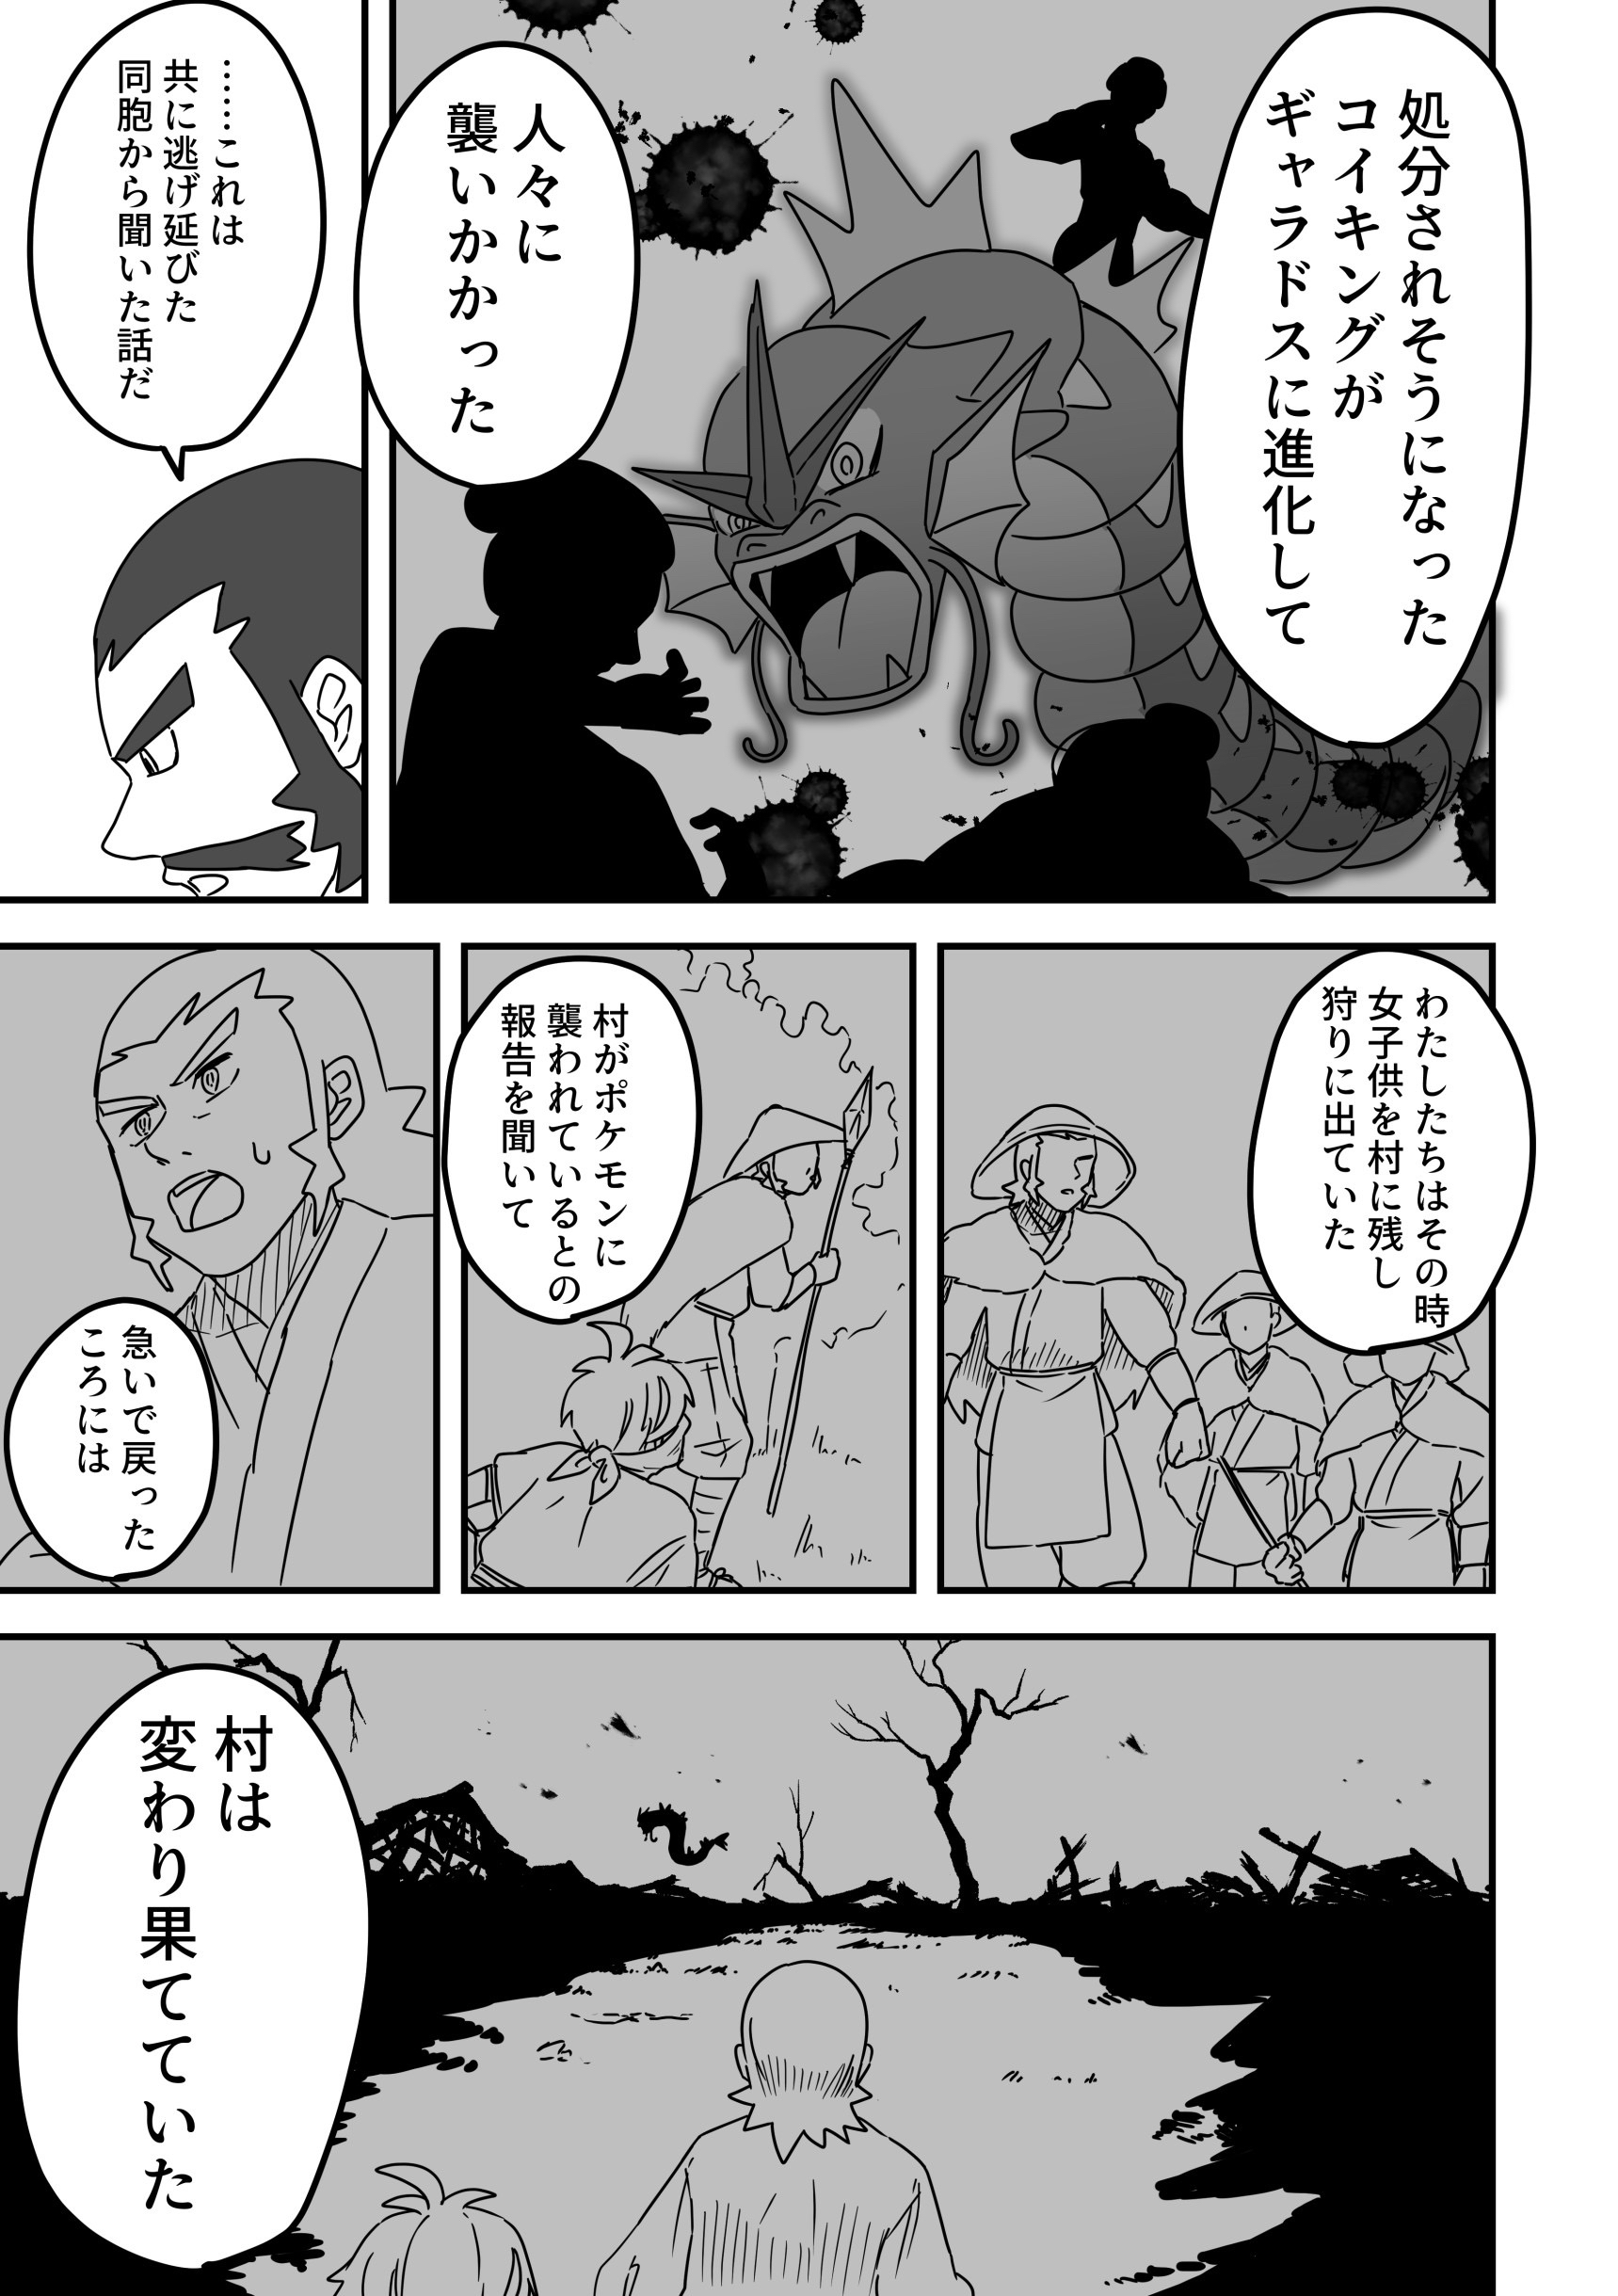 処分されそうになった
コイキングが
ギャラドスに進化して
人々に
襲いかかった
……これは
共に逃げ延びた
同胞から聞いた話だ
わたしたちはその時
女子供を村に残し
狩りに出ていた
村がポケモンに
襲われているとの
報告を聞いて
急いで戻った
ころには
村は
変わり果てていた